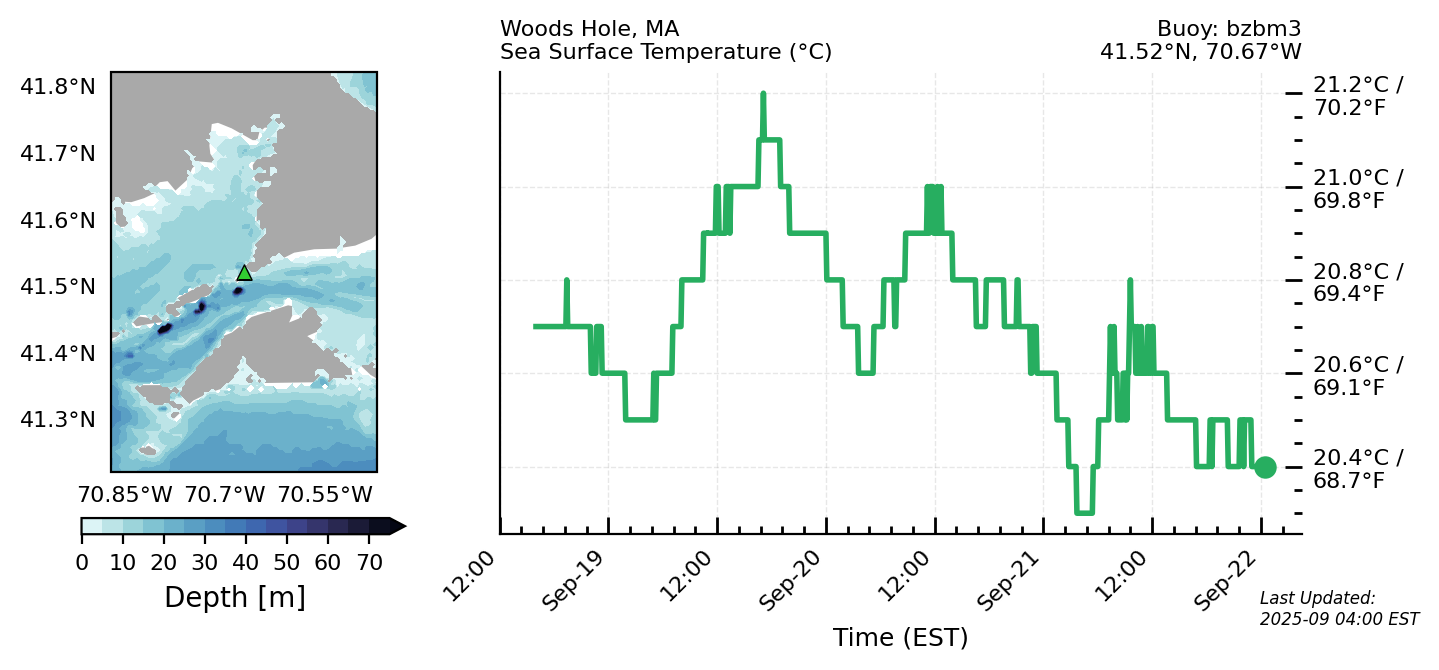 Woods Hole, MA
Sea Surface Temperature (°C)
Buoy: bzbm3
41.52°N, 70.67°W
41.8°N
41.7°N
41.6°N
41.5°N
41.4°N
41.3°N
70.85°W 70.7°W 70.55°W
0 10 20 30 40 50 60 70
Depth [m]
21.2°C /
70.2°F
21.0°C /
69.8°F
20.8°C /
69.4°F
20.6°C /
69.1°F
20.4°C /
68.7°F
12:00 Sep-19 12:00 Sep-20 12:00 Sep-21 12:00 Sep-22
Time (EST)
Last Updated:
2025-09 04:00 EST